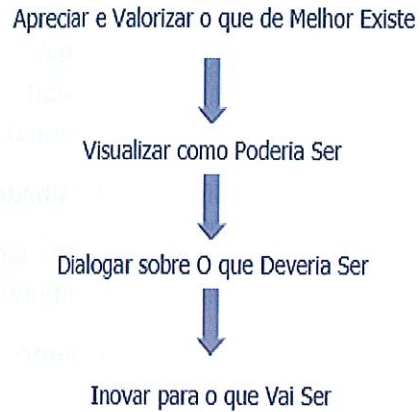 Apreciar e Valorizar o que de Melhor Existe
Visualizar como Poderia Ser
Dialogar sobre O que Deveria Ser
Inovar para o que Vai Ser